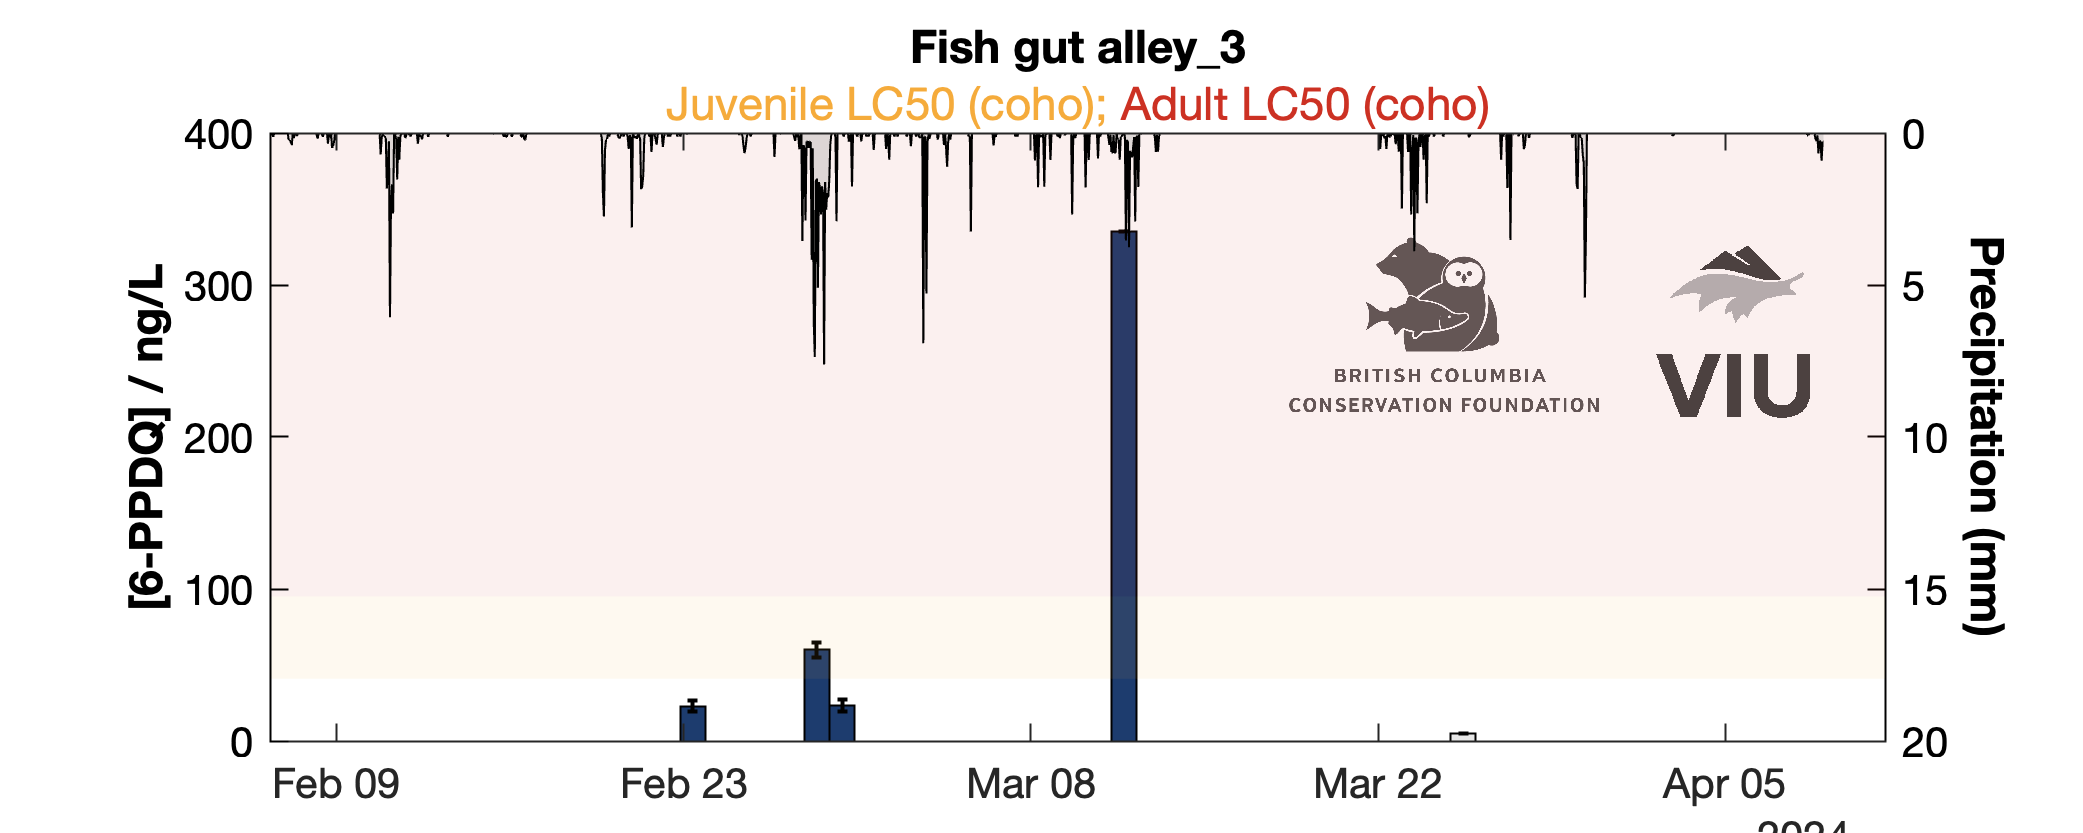 Fish gut alley_3
Juvenile LC50 (coho); Adult LC50 (coho)
400
300
200
100
0
[6-PPDQ] / ng/L
0
5
10
15
20
Precipitation (mm)
BRITISH COLUMBIA
CONSERVATION FOUNDATION
VIU
Feb 09
Feb 23
Mar 08
Mar 22
Apr 05
2024